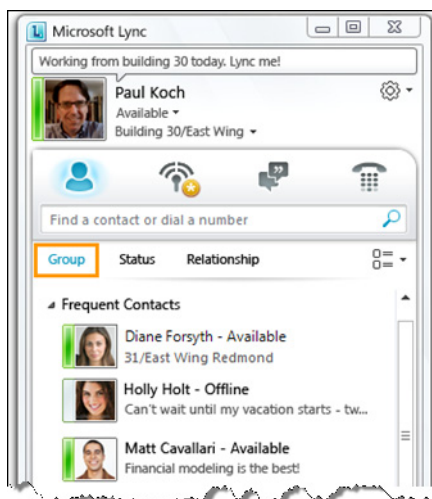 Microsoft Lync
Working from building 30 today. Lync me!
Paul Koch
Available
Building 30/East Wing
Find a contact or dial a number
Group Status Relationship
Frequent Contacts
Diane Forsyth - Available
31/East Wing Redmond
Holly Holt - Offline
Can't wait until my vacation starts - tw...
Matt Cavallari - Available
Financial modeling is the best!